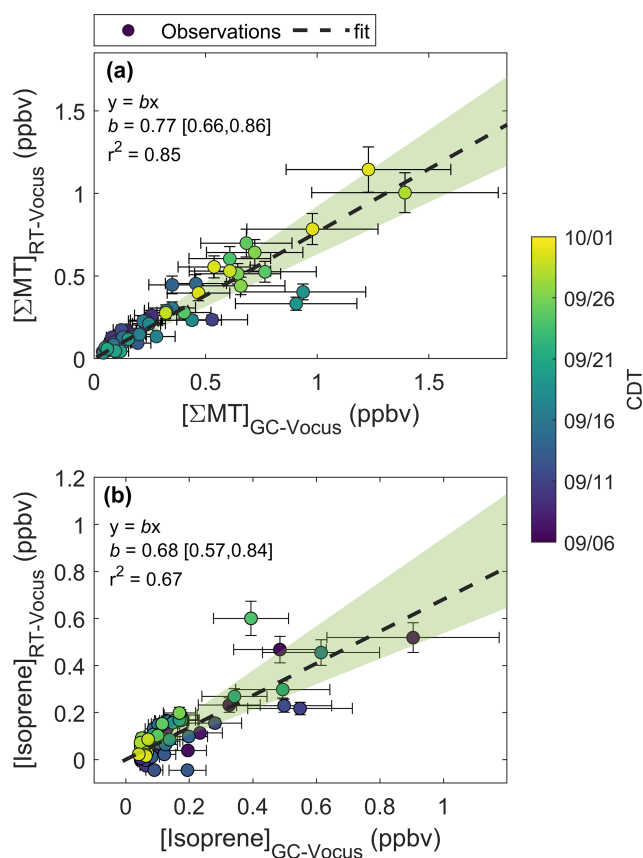 Observations fit
(a)
y = bx
b = 0.77 [0.66,0.86]
r² = 0.85
[ΣMT]RT-Vocus (ppbv)
1.5
1
0.5
0
0 0.5 1 1.5
[ΣMT]GC-Vocus (ppbv)
(b)
y = bx
b = 0.68 [0.57,0.84]
r² = 0.67
[Isoprene]RT-Vocus (ppbv)
1.2
1
0.8
0.6
0.4
0.2
0
0 0.2 0.4 0.6 0.8 1
[Isoprene]GC-Vocus (ppbv)
10/01
09/26
09/21
09/16
09/11
09/06
CDT